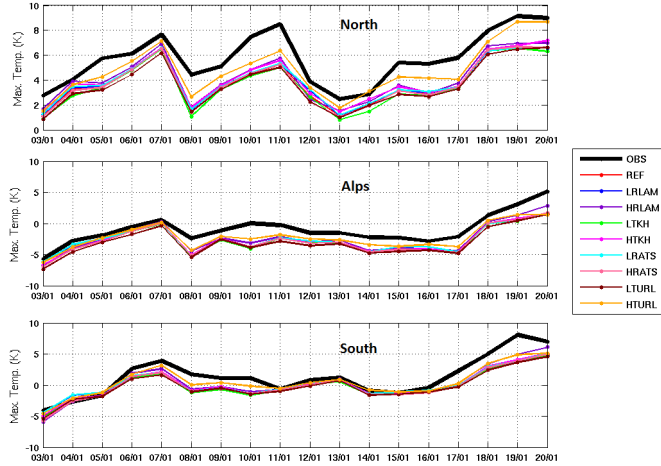 North
Max. Temp. (K.)
10
8
6
4
2
0
03/01 04/01 05/01 06/01 07/01 08/01 09/01 10/01 11/01 12/01 13/01 14/01 15/01 16/01 17/01 18/01 19/01 20/01
Alps
Max. Temp. (K.)
10
5
0
-5
-10
03/01 04/01 05/01 06/01 07/01 08/01 09/01 10/01 11/01 12/01 13/01 14/01 15/01 16/01 17/01 18/01 19/01 20/01
South
Max. Temp. (K.)
10
5
0
-5
-10
03/01 04/01 05/01 06/01 07/01 08/01 09/01 10/01 11/01 12/01 13/01 14/01 15/01 16/01 17/01 18/01 19/01 20/01
OBS
REF
LRLAM
HRLAM
LTKH
HTKH
LRATS
HRATS
LTURL
HTURL